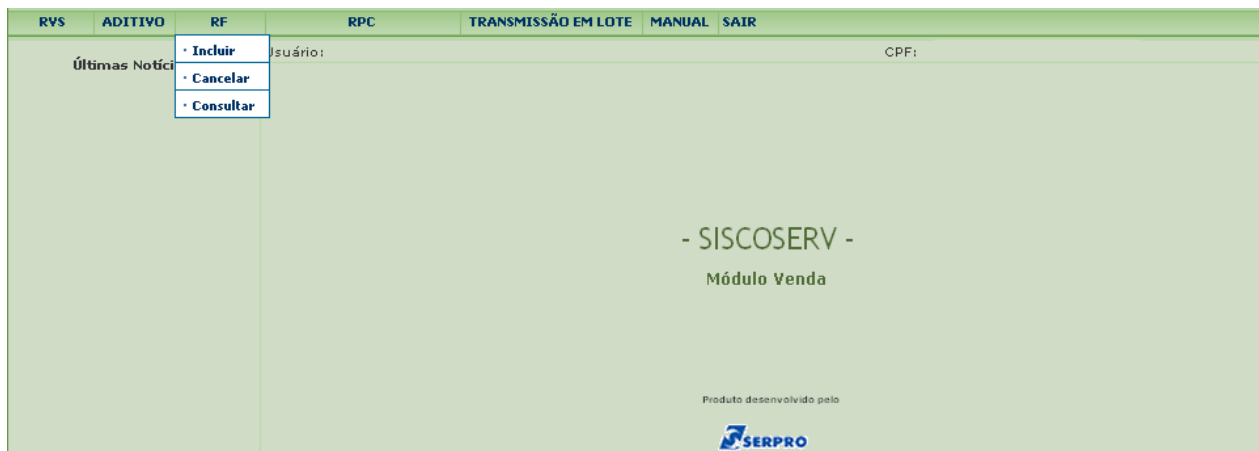 RVS ADITIVO RF RPC TRANSMISSÃO EM LOTE MANUAL SAIR
· Incluir
Usuário: CPF:
Últimas Notíci
· Cancelar
· Consultar
- SISCOSERV -
Módulo Venda
Produto desenvolvido pelo
SERPRO